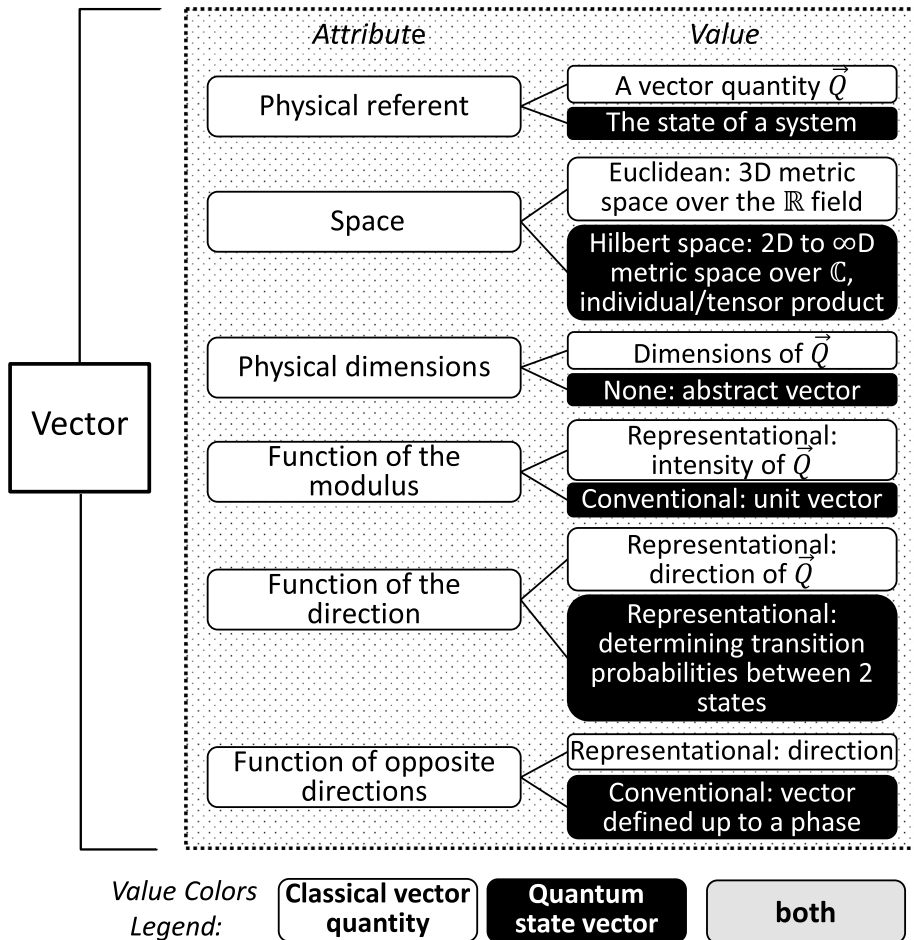 Attribute
Value
Vector
Physical referent
A vector quantity Q⃗
The state of a system
Space
Euclidean: 3D metric
space over the ℝ field
Hilbert space: 2D to ∞D
metric space over ℂ,
individual/tensor product
Physical dimensions
Dimensions of Q⃗
None: abstract vector
Function of the
modulus
Representational:
intensity of Q⃗
Conventional: unit vector
Function of the
direction
Representational:
direction of Q⃗
Representational:
determining transition
probabilities between 2
states
Function of opposite
directions
Representational: direction
Conventional: vector
defined up to a phase
Value Colors
Legend:
Classical vector
quantity
Quantum
state vector
both